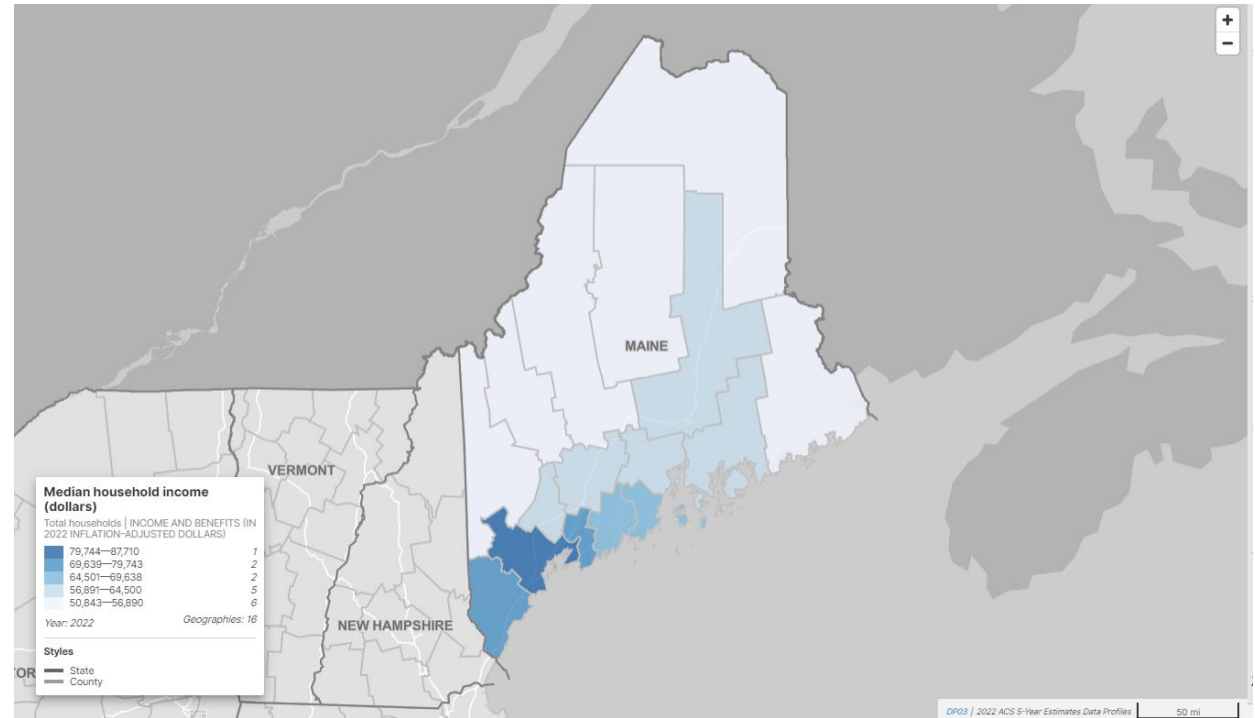 +
−
MAINE
VERMONT
NEW HAMPSHIRE
Median household income
(dollars)
Total households | INCOME AND BENEFITS (IN
2022 INFLATION-ADJUSTED DOLLARS)
79,744—87,710 1
69,639—79,743 2
64,501—69,638 2
56,891—64,500 5
50,843—56,890 6
Year: 2022 Geographies: 16
Styles
State
County
DP03 | 2022 ACS 5-Year Estimates Data Profiles
50 mi